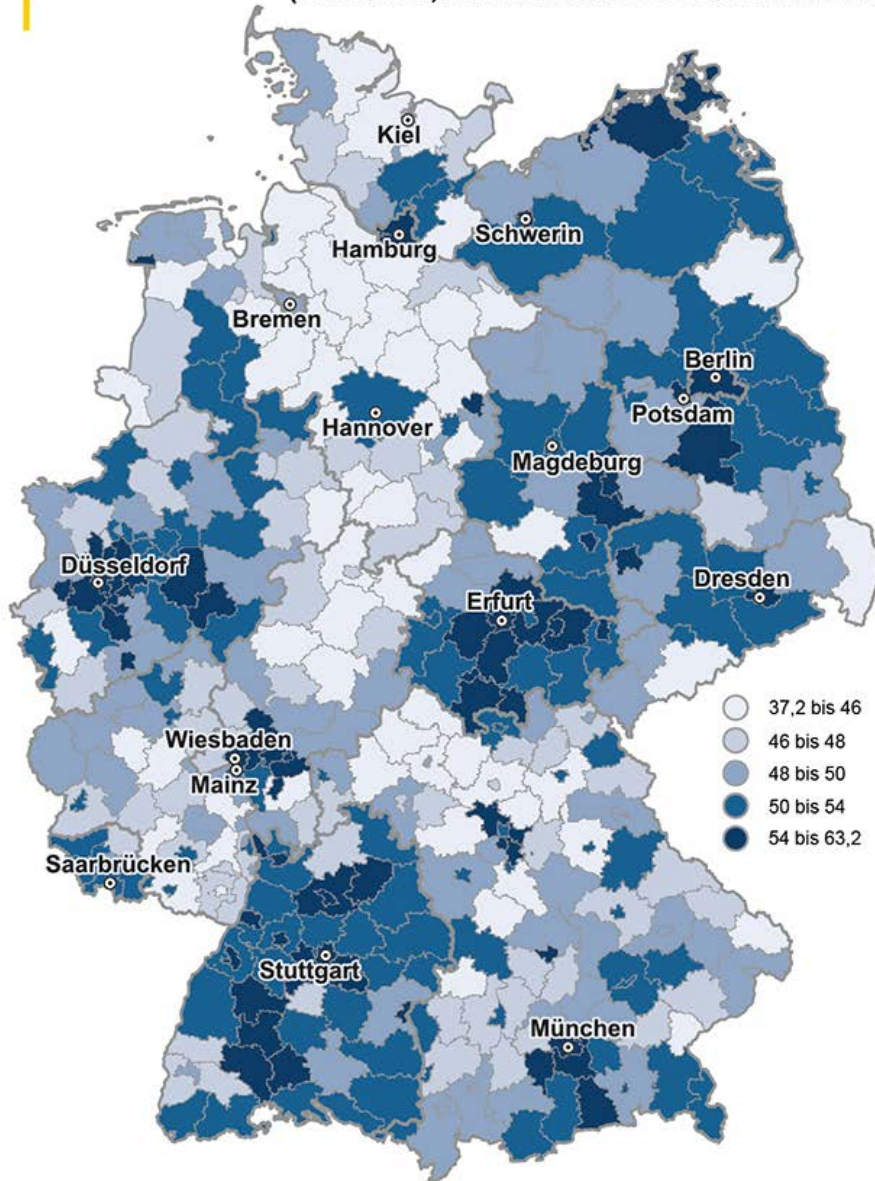 Kiel
Hamburg
Schwerin
Bremen
Berlin
Potsdam
Hannover
Magdeburg
Düsseldorf
Erfurt
Dresden
Wiesbaden
Mainz
Saarbrücken
Stuttgart
München
37,2 bis 46
46 bis 48
48 bis 50
50 bis 54
54 bis 63,2